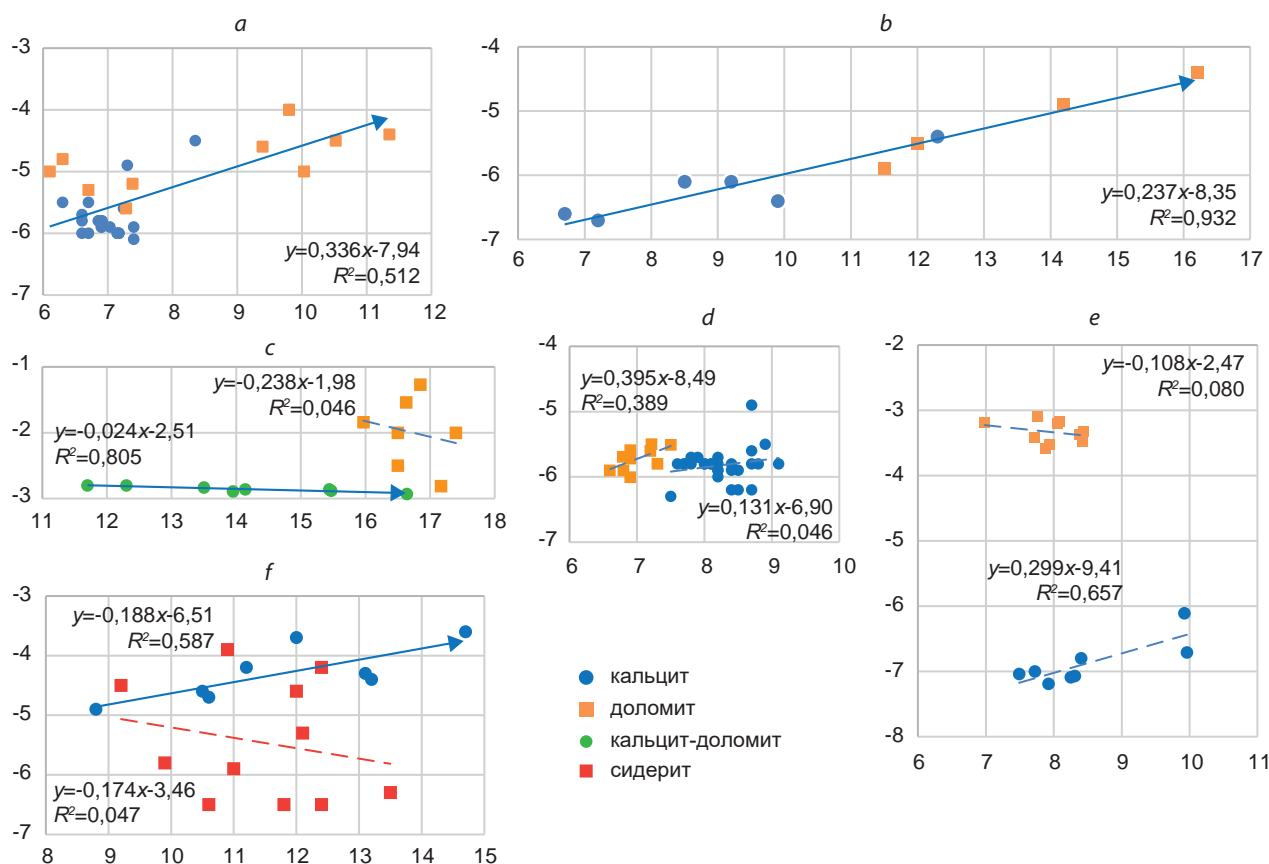 a
-3
-4
-5
-6
-7
6 7 8 9 10 11 12
y=0,336x-7,94
R²=0,512
b
-4
-5
-6
-7
6 7 8 9 10 11 12 13 14 15 16 17
y=0,237x-8,35
R²=0,932
c
-1
-2
-3
11 12 13 14 15 16 17 18
y=-0,238x-1,98
R²=0,046
y=-0,024x-2,51
R²=0,805
d
-4
-5
-6
-7
6 7 8 9 10
y=0,395x-8,49
R²=0,389
y=0,131x-6,90
R²=0,046
e
-2
-3
-4
-5
-6
-7
-8
6 7 8 9 10 11
y=-0,108x-2,47
R²=0,080
y=0,299x-9,41
R²=0,657
f
-3
-4
-5
-6
-7
8 9 10 11 12 13 14 15
y=-0,188x-6,51
R²=0,587
y=-0,174x-3,46
R²=0,047
кальцит
доломит
кальцит-доломит
сидерит